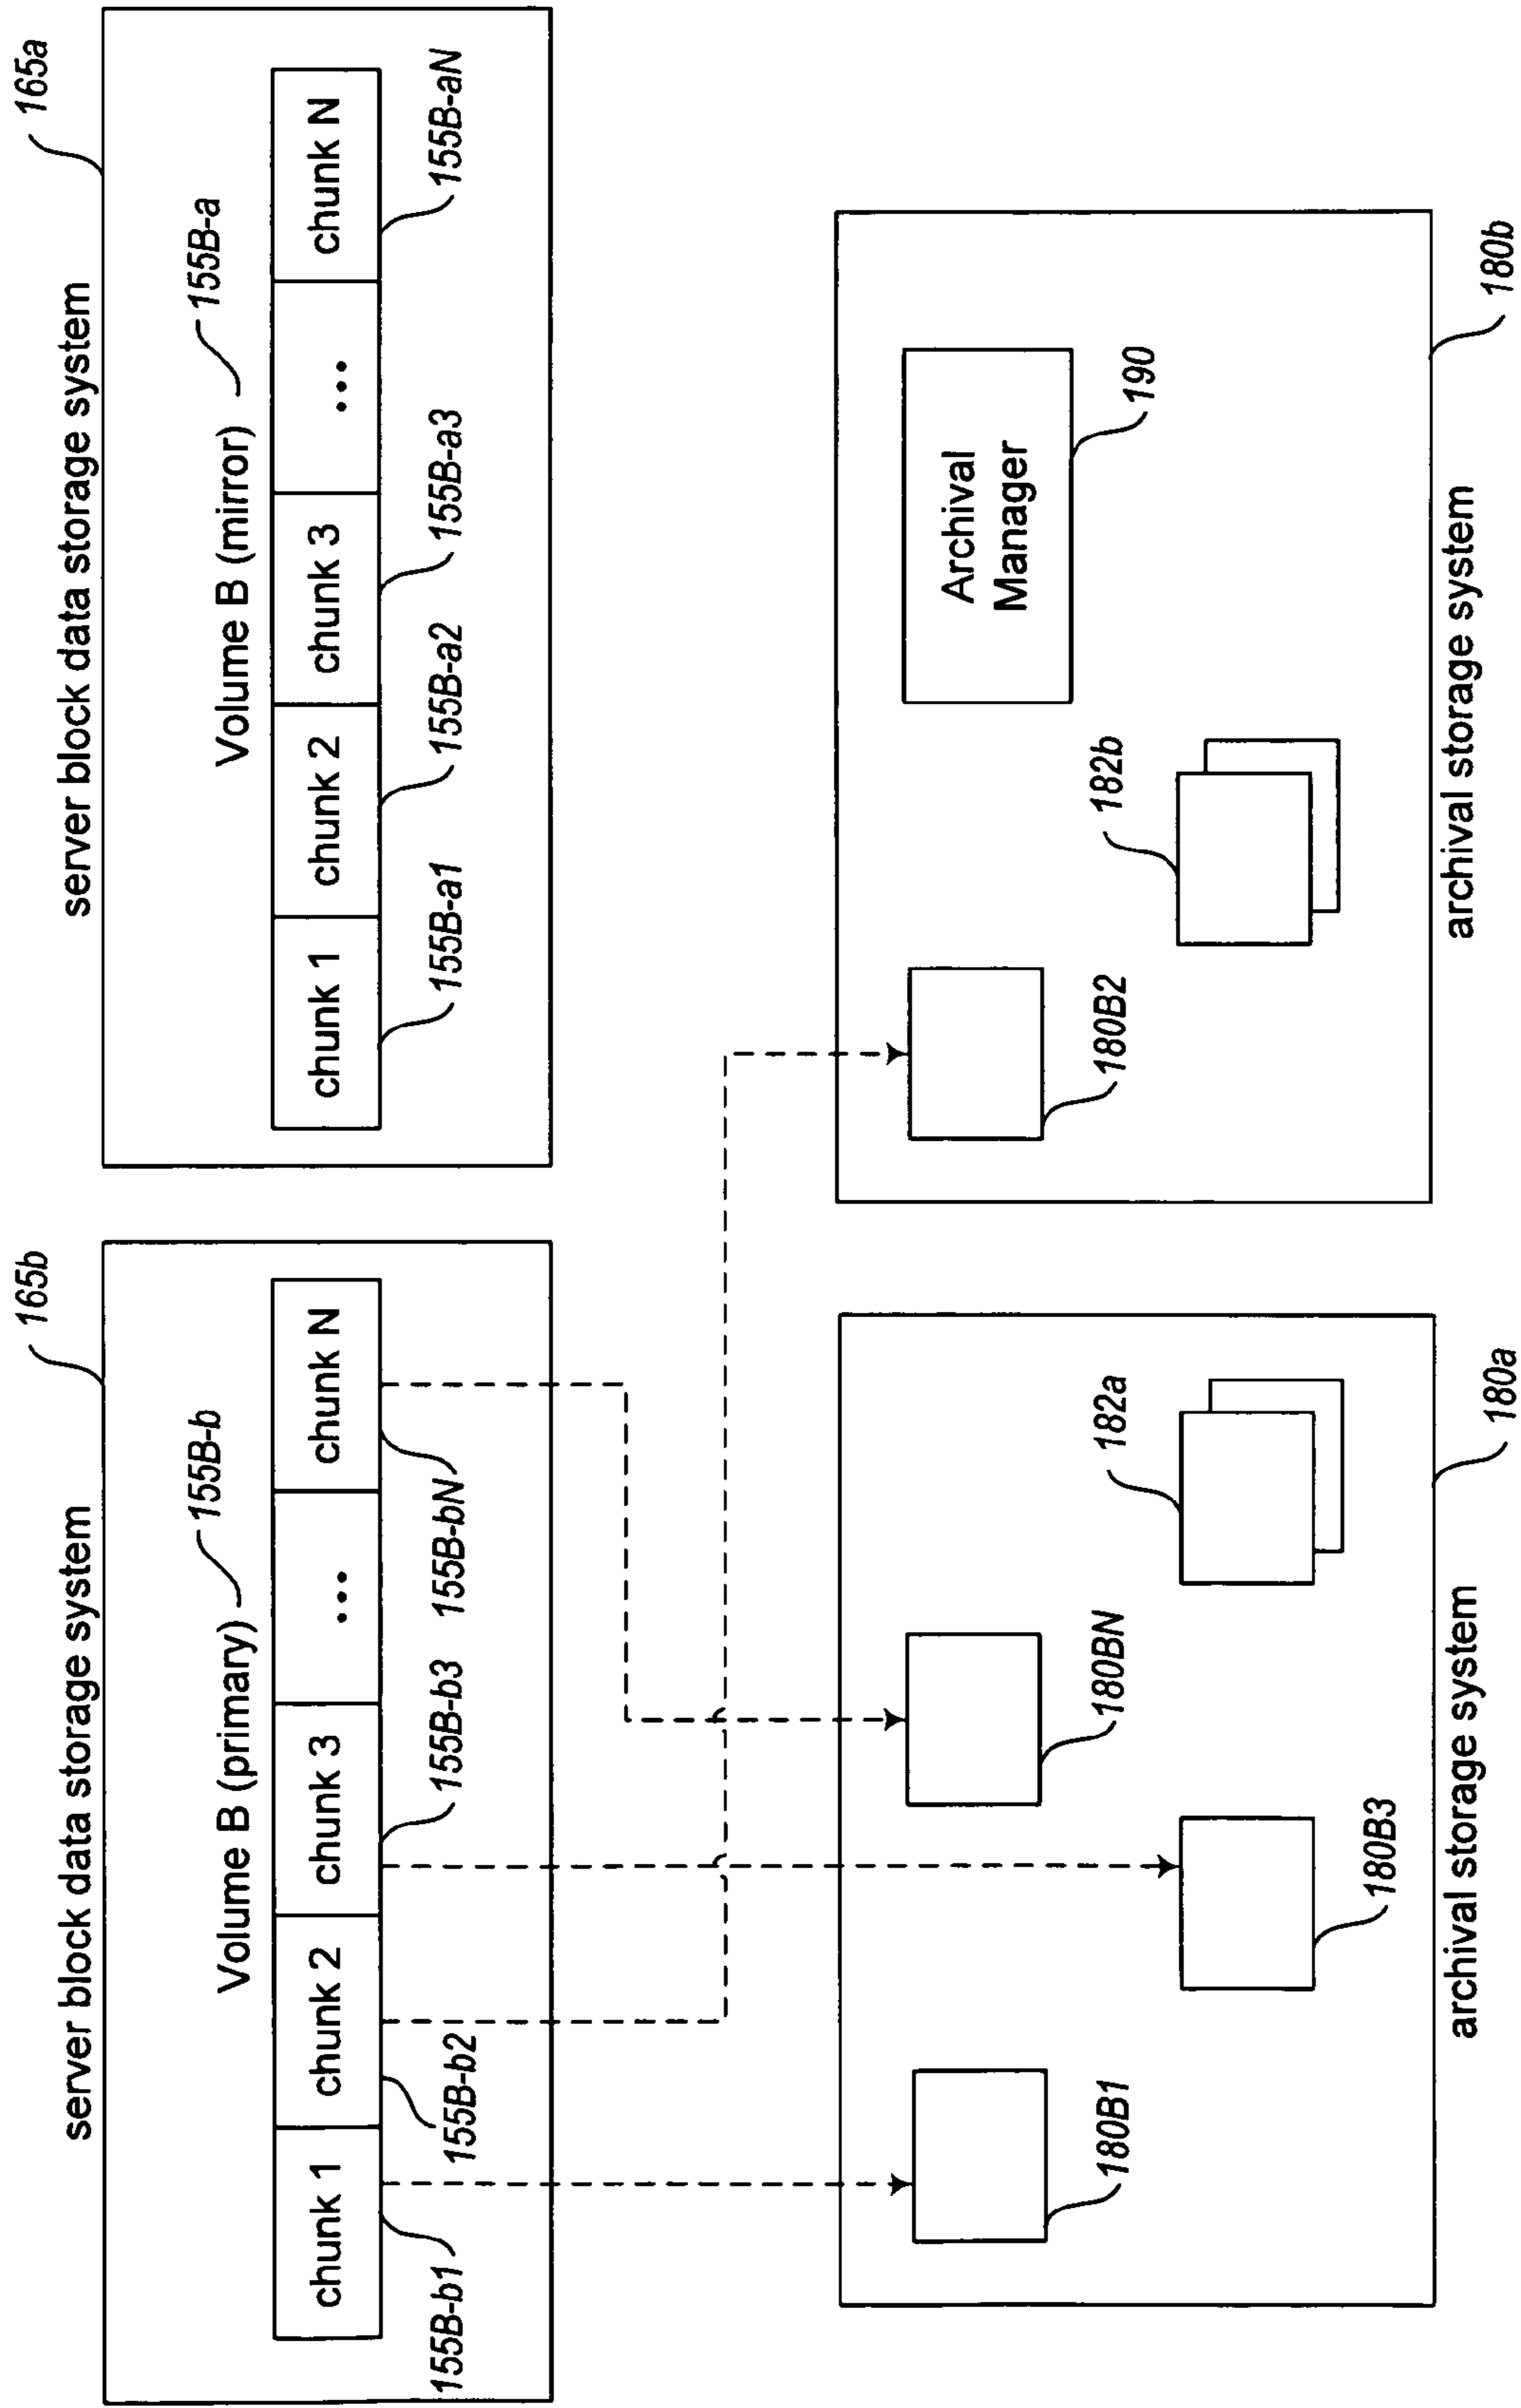 server block data storage system
165b
Volume B (primary)
155B-b
chunk 1
chunk 2
chunk 3
...
chunk N
155B-b1
155B-b2
155B-b3
155B-bN
server block data storage system
165a
Volume B (mirror)
155B-a
chunk 1
chunk 2
chunk 3
...
chunk N
155B-a1
155B-a2
155B-a3
155B-aN
180B1
180BN
180B3
182a
archival storage system
180a
180B2
Archival
Manager
190
182b
archival storage system
180b